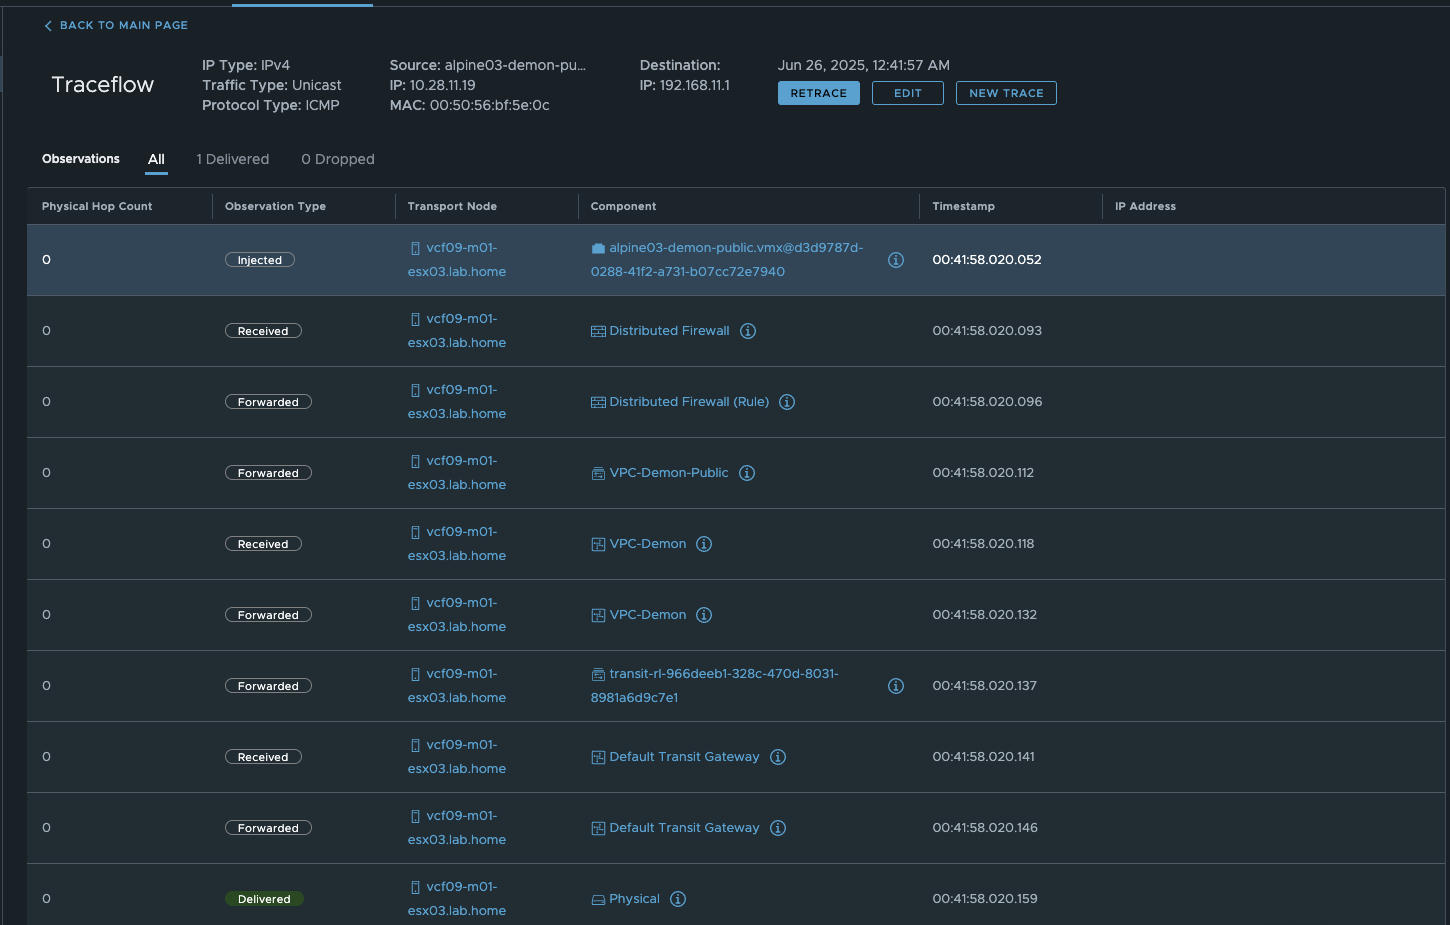 BACK TO MAIN PAGE
Traceflow
IP Type: IPv4
Traffic Type: Unicast
Protocol Type: ICMP
Source: alpine03-demon-pu...
IP: 10.28.11.19
MAC: 00:50:56:bf:5e:0c
Destination:
IP: 192.168.11.1
Jun 26, 2025, 12:41:57 AM
RETRACE EDIT NEW TRACE
Observations All 1 Delivered 0 Dropped
Physical Hop Count Observation Type Transport Node Component Timestamp IP Address
0 Injected vcf09-m01-
esx03.lab.home
alpine03-demon-public.vmx@d3d9787d-
0288-41f2-a731-b07cc72e7940
00:41:58.020.052
0 Received vcf09-m01-
esx03.lab.home
Distributed Firewall 00:41:58.020.093
0 Forwarded vcf09-m01-
esx03.lab.home
Distributed Firewall (Rule) 00:41:58.020.096
0 Forwarded vcf09-m01-
esx03.lab.home
VPC-Demon-Public 00:41:58.020.112
0 Received vcf09-m01-
esx03.lab.home
VPC-Demon 00:41:58.020.118
0 Forwarded vcf09-m01-
esx03.lab.home
VPC-Demon 00:41:58.020.132
0 Forwarded vcf09-m01-
esx03.lab.home
transit-rl-966deeb1-328c-470d-8031-
8981a6d9c7e1
00:41:58.020.137
0 Received vcf09-m01-
esx03.lab.home
Default Transit Gateway 00:41:58.020.141
0 Forwarded vcf09-m01-
esx03.lab.home
Default Transit Gateway 00:41:58.020.146
0 Delivered vcf09-m01-
esx03.lab.home
Physical 00:41:58.020.159